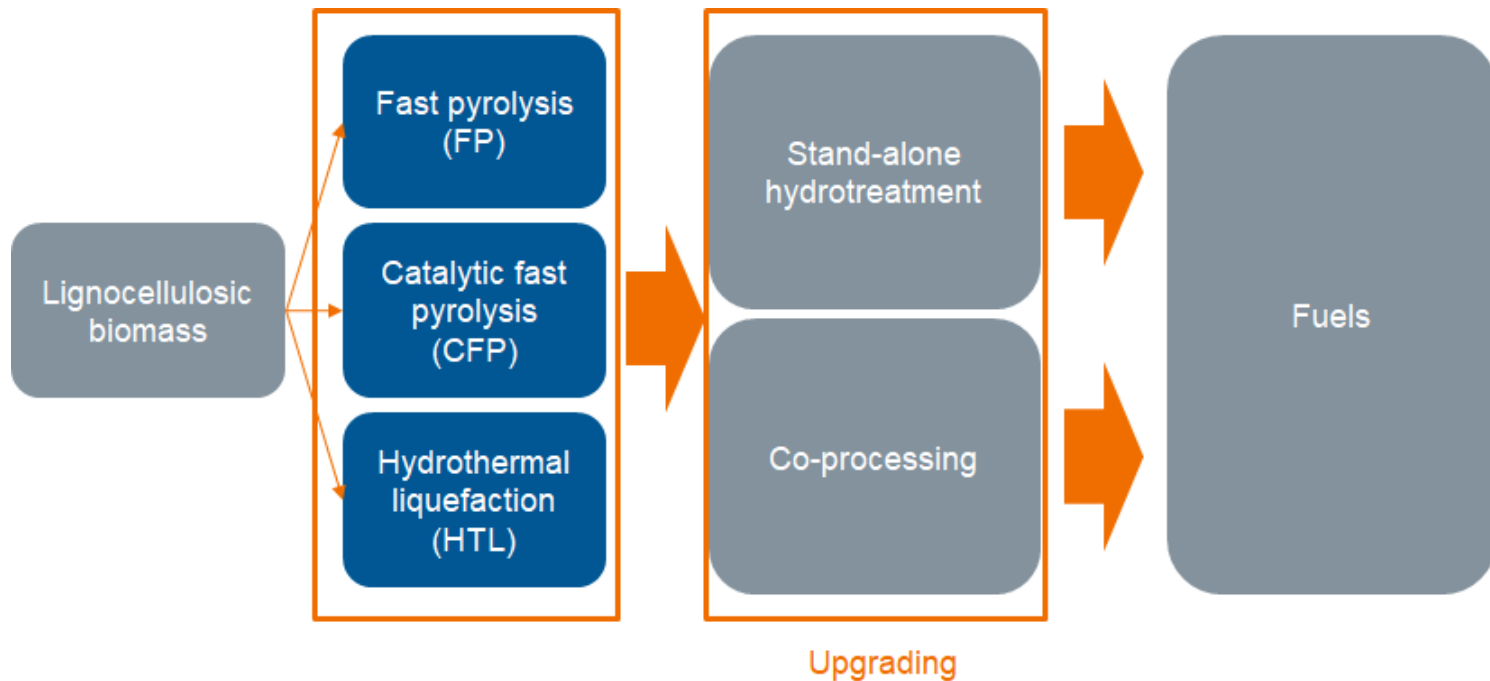 Lignocellulosic
biomass
Fast pyrolysis
(FP)
Catalytic fast
pyrolysis
(CFP)
Hydrothermal
liquefaction
(HTL)
Stand-alone
hydrotreatment
Co-processing
Upgrading
Fuels